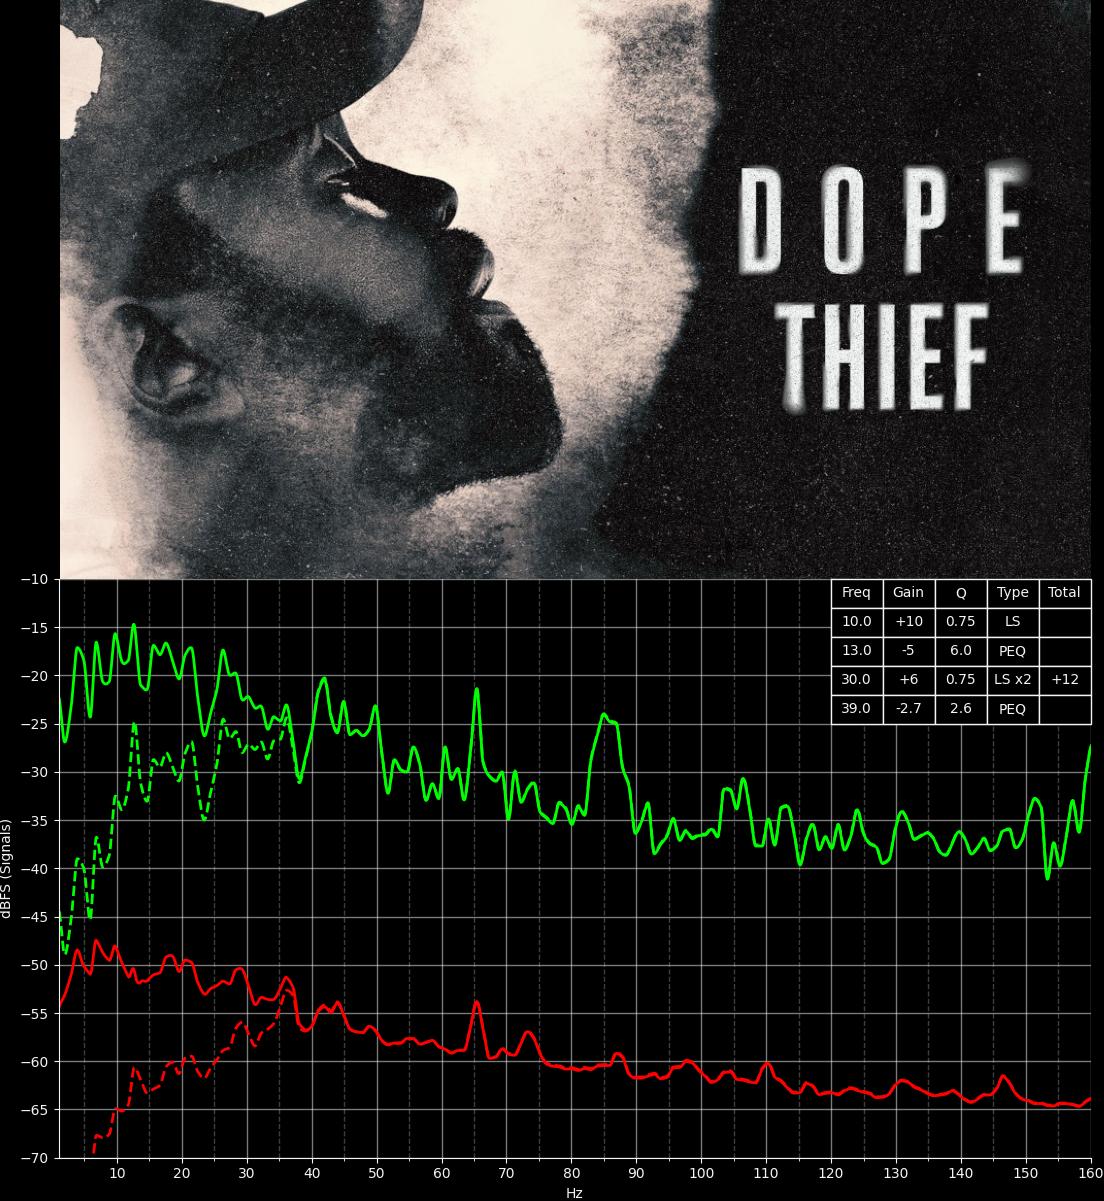 DOPE
THIEF
Freq Gain Q Type Total
10.0 +10 0.75 LS
13.0 -5 6.0 PEQ
30.0 +6 0.75 LS x2 +12
39.0 -2.7 2.6 PEQ
−10
−15
−20
−25
−30
−35
−40
−45
−50
−55
−60
−65
−70
dBFS (Signals)
10 20 30 40 50 60 70 80 90 100 110 120 130 140 150 160
Hz